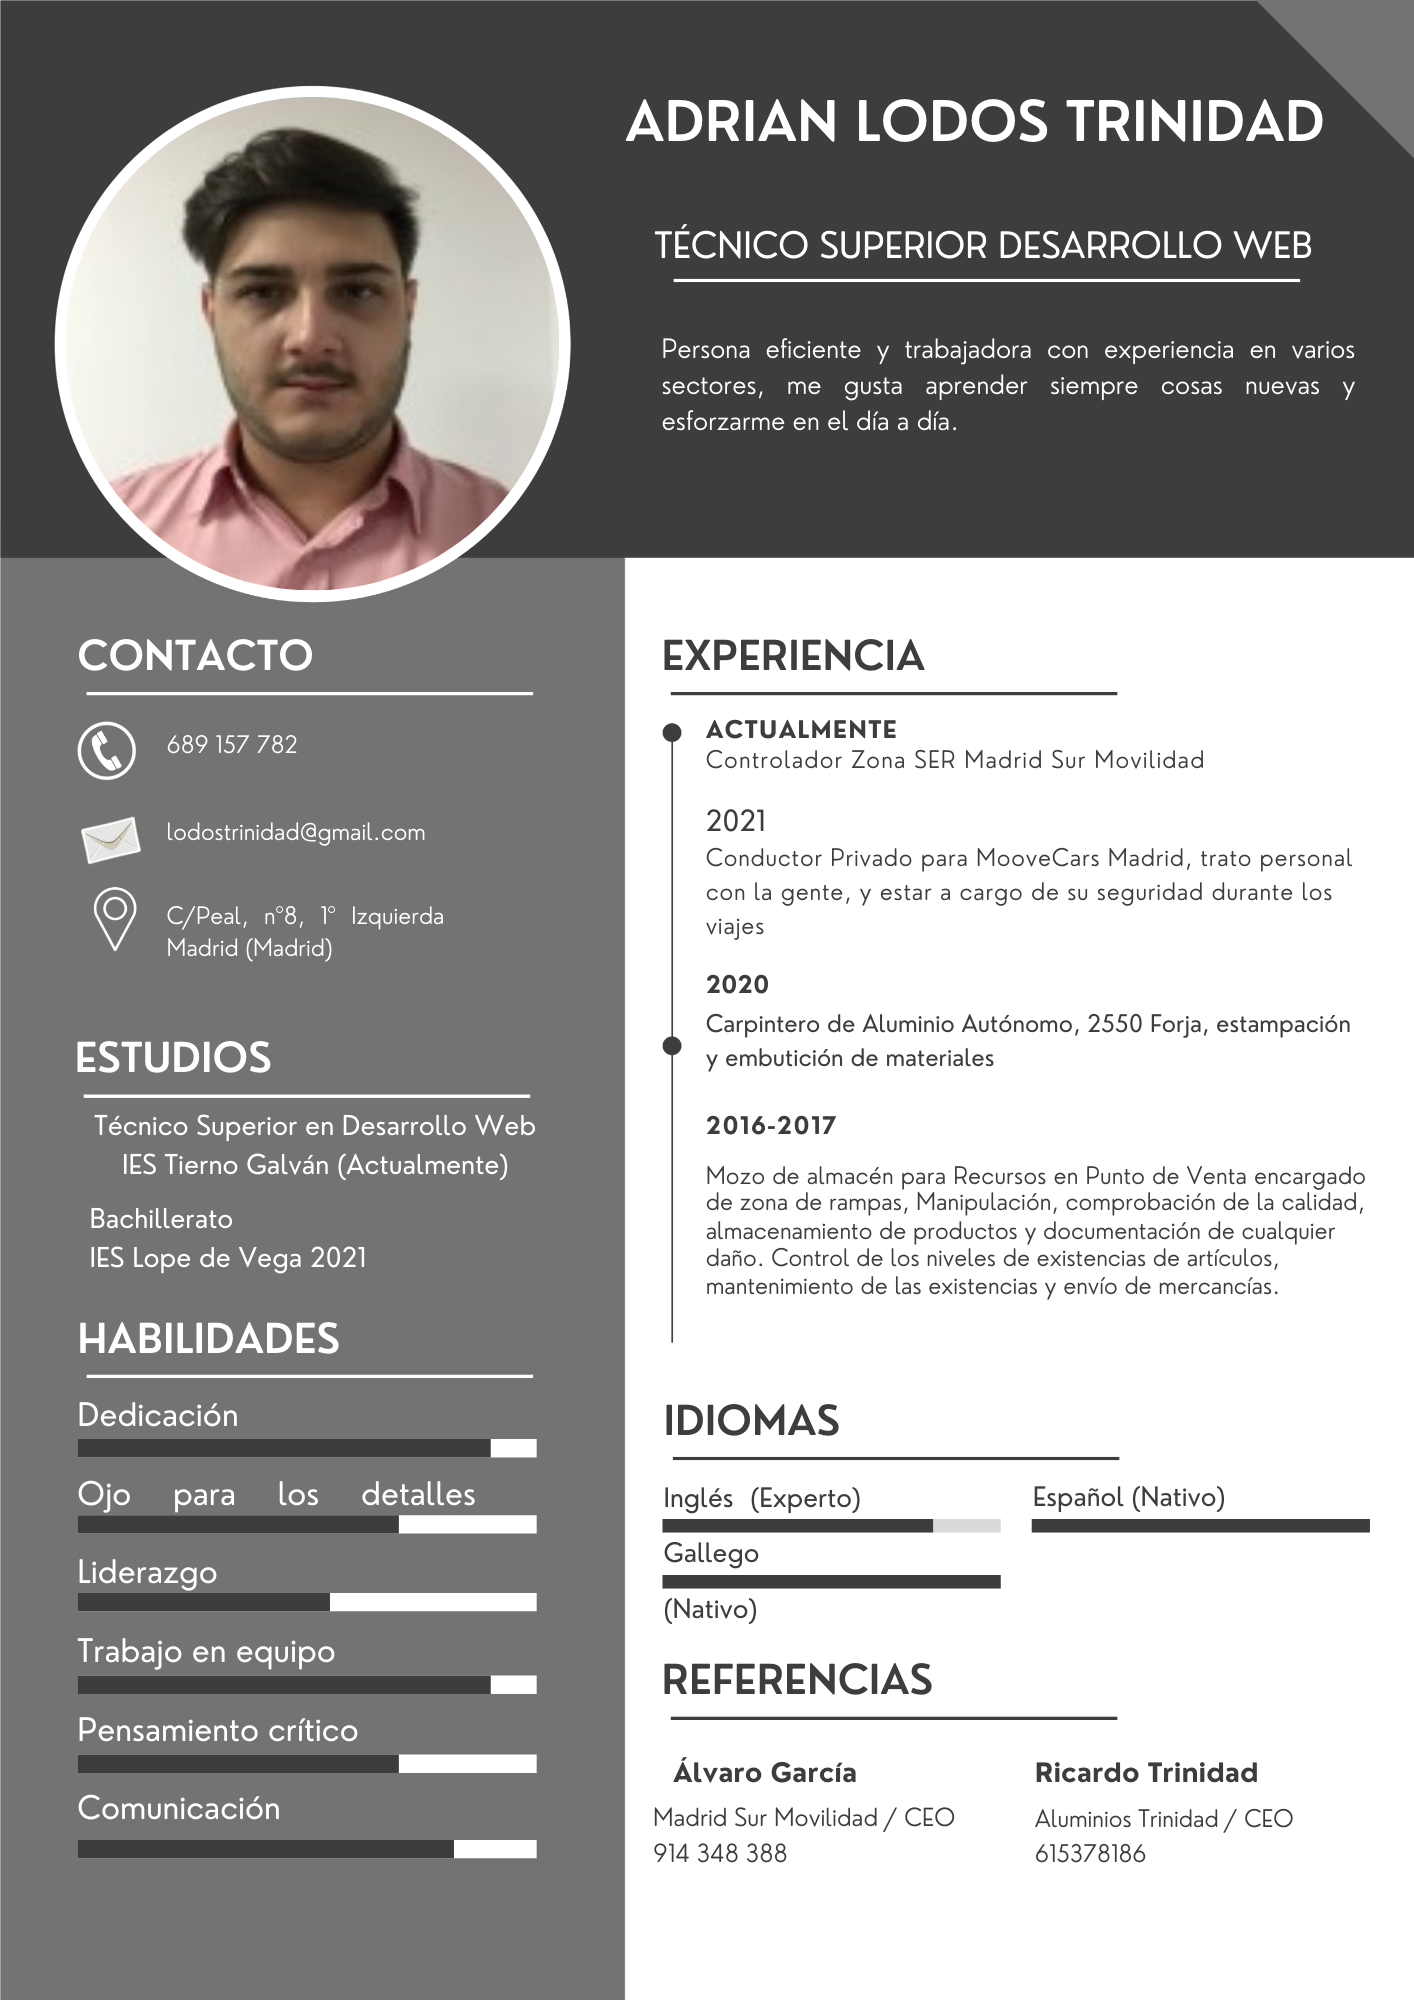 ADRIAN LODOS TRINIDAD
TÉCNICO SUPERIOR DESARROLLO WEB
Persona eficiente y trabajadora con experiencia en varios
sectores, me gusta aprender siempre cosas nuevas y
esforzarme en el día a día.
CONTACTO
689 157 782
lodostrinidad@gmail.com
C/Peal, nº8, 1º Izquierda
Madrid (Madrid)
ESTUDIOS
Técnico Superior en Desarrollo Web
IES Tierno Galván (Actualmente)
Bachillerato
IES Lope de Vega 2021
HABILIDADES
Dedicación
Ojo para los detalles
Liderazgo
Trabajo en equipo
Pensamiento crítico
Comunicación
EXPERIENCIA
ACTUALMENTE
Controlador Zona SER Madrid Sur Movilidad
2021
Conductor Privado para MooveCars Madrid, trato personal
con la gente, y estar a cargo de su seguridad durante los
viajes
2020
Carpintero de Aluminio Autónomo, 2550 Forja, estampación
y embutición de materiales
2016-2017
Mozo de almacén para Recursos en Punto de Venta encargado
de zona de rampas, Manipulación, comprobación de la calidad,
almacenamiento de productos y documentación de cualquier
daño. Control de los niveles de existencias de artículos,
mantenimiento de las existencias y envío de mercancías.
IDIOMAS
Inglés (Experto)
Español (Nativo)
Gallego
(Nativo)
REFERENCIAS
Álvaro García
Madrid Sur Movilidad / CEO
914 348 388
Ricardo Trinidad
Aluminios Trinidad / CEO
615378186